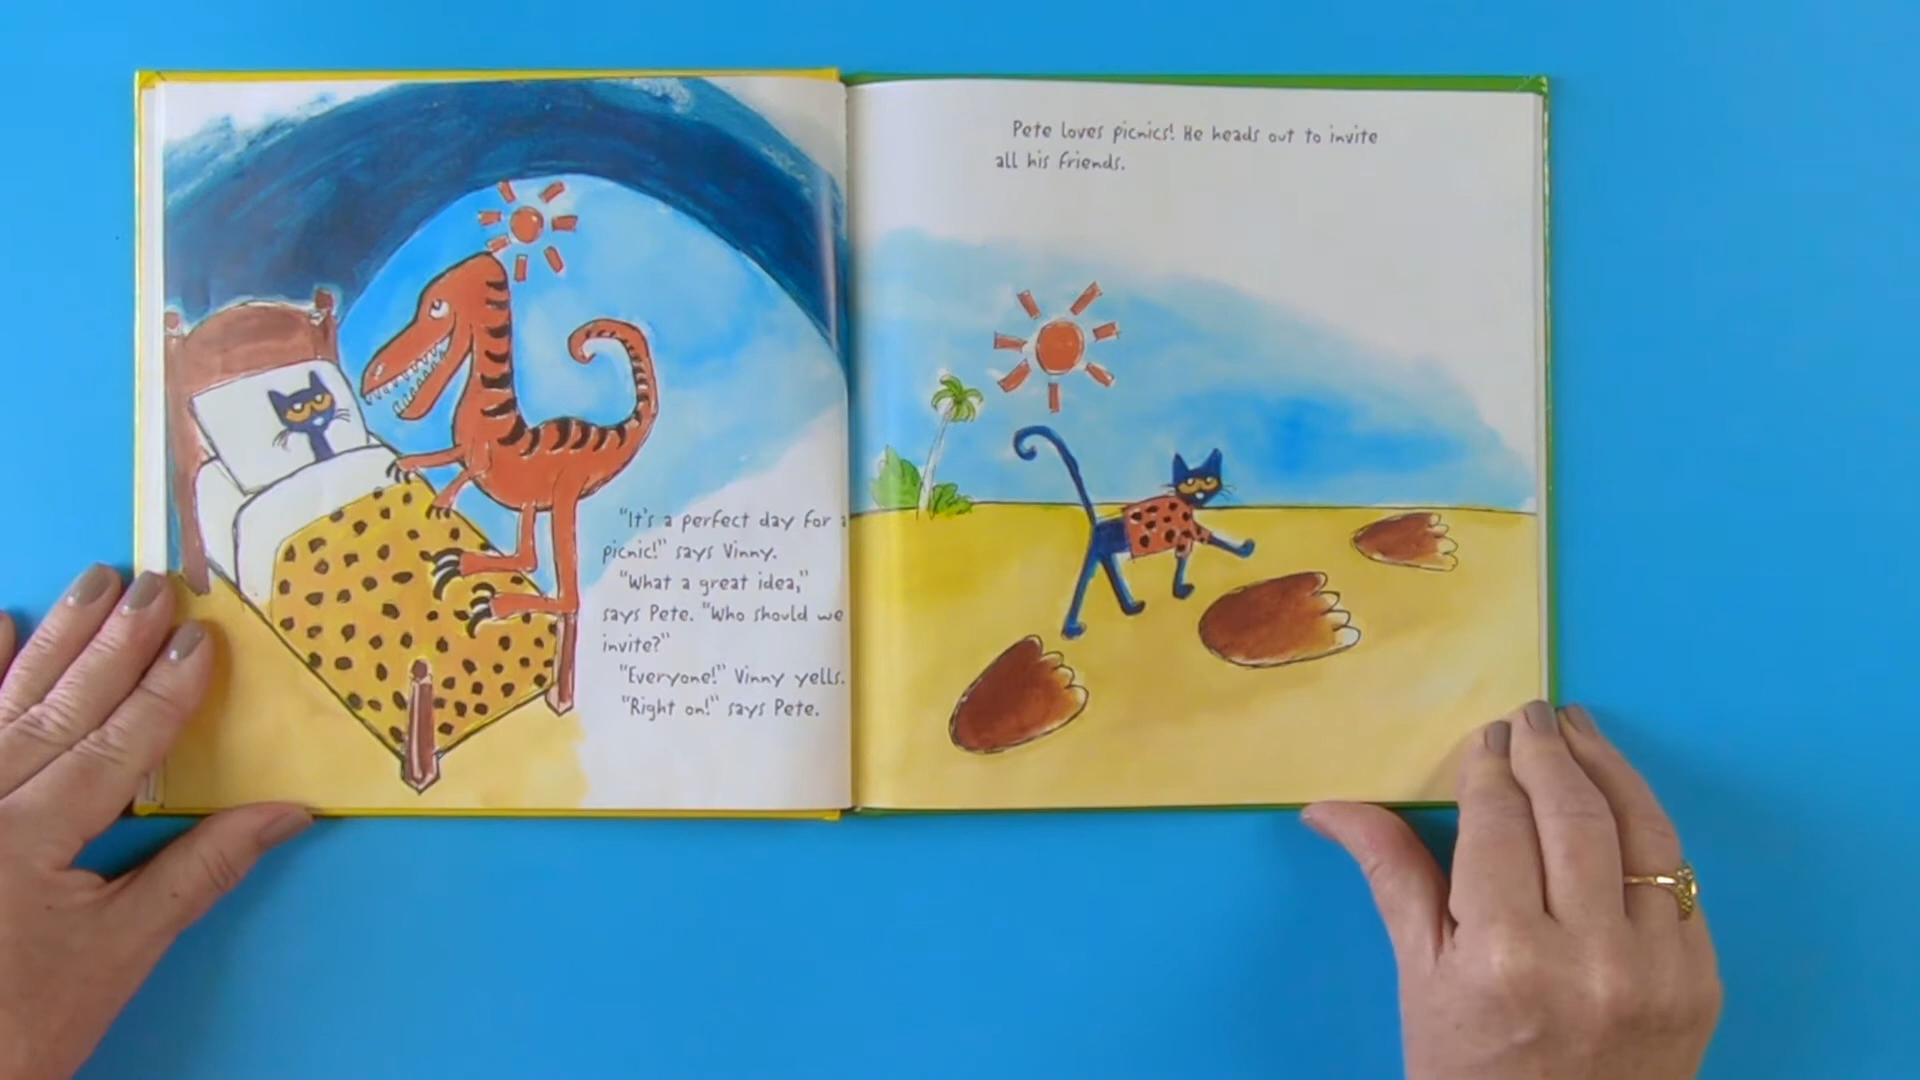 "It's a perfect day for a
picnic!" says Vinny.
"What a great idea,"
says Pete. "Who should we
invite?"
"Everyone!" Vinny yells.
"Right on!" says Pete.
Pete loves picnics! He heads out to invite
all his friends.